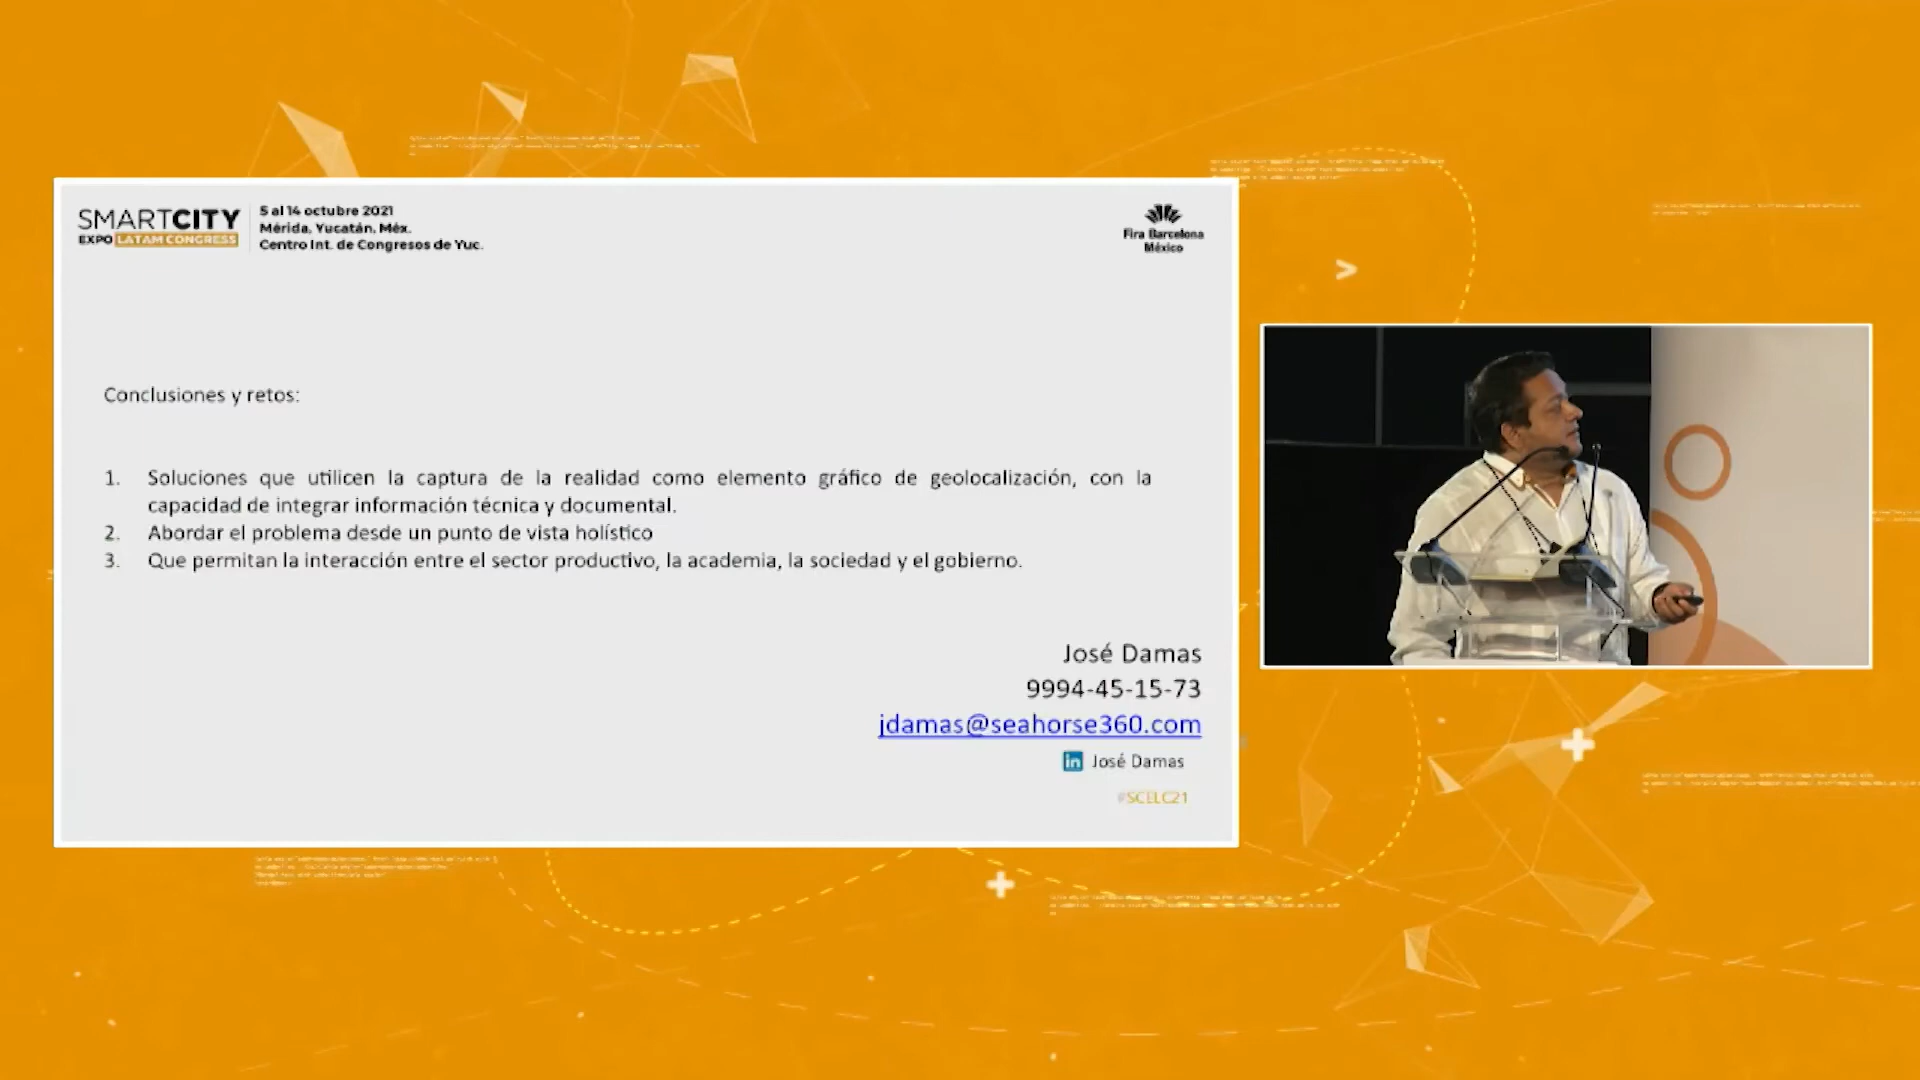 SMARTCITY
EXPO LATAM CONGRESS
5 al 14 octubre 2021
Mérida, Yucatán, Méx.
Centro Int. de Congresos de Yuc.
Fira Barcelona
México
Conclusiones y retos:
1. Soluciones que utilicen la captura de la realidad como elemento gráfico de geolocalización, con la
capacidad de integrar información técnica y documental.
2. Abordar el problema desde un punto de vista holístico
3. Que permitan la interacción entre el sector productivo, la academia, la sociedad y el gobierno.
José Damas
9994-45-15-73
jdamas@seahorse360.com
in José Damas
#SCELC21